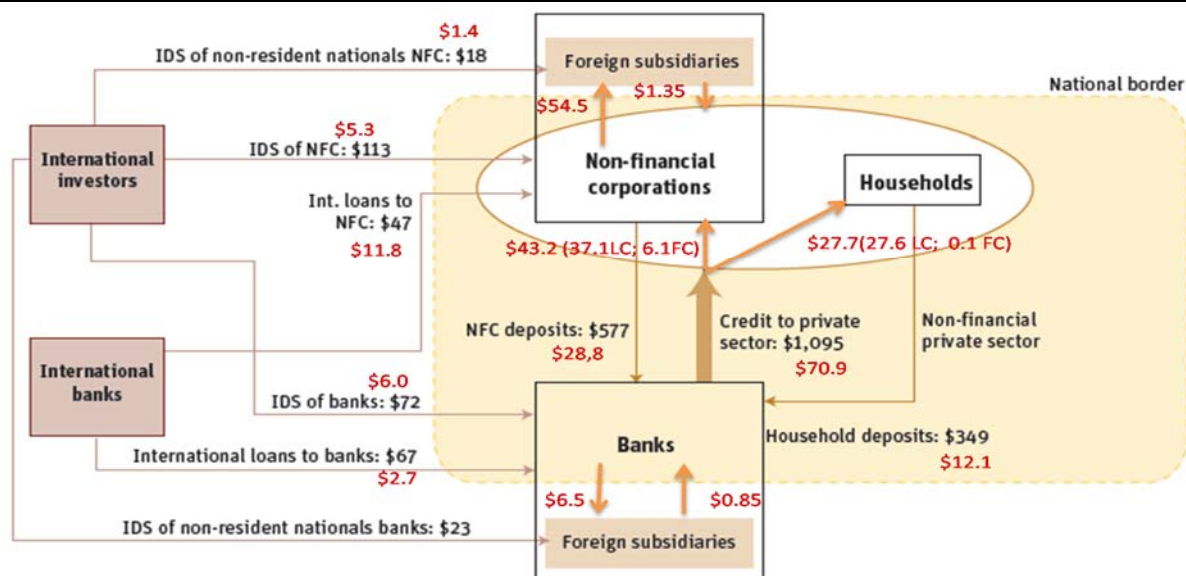 $1.4
IDS of non-resident nationals NFC: $18
Foreign subsidiaries
$54.5
$1.35
National border
International
investors
$5.3
IDS of NFC: $113
Non-financial
corporations
Households
Int. loans to
NFC: $47
$11.8
$43.2 (37.1LC; 6.1FC)
$27.7(27.6 LC; 0.1 FC)
NFC deposits: $577
$28,8
Credit to private
sector: $1,095
$70.9
Non-financial
private sector
International
banks
$6.0
IDS of banks: $72
Banks
Household deposits: $349
$12.1
International loans to banks: $67
$2.7
$6.5
$0.85
IDS of non-resident nationals banks: $23
Foreign subsidiaries